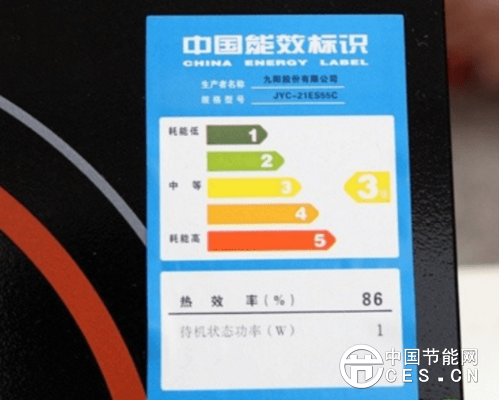 中国能效标识
CHINA ENERGY LABEL
生产者名称 九阳股份有限公司
规格型号 JYC-21ES55C
耗能低 1
2
中等 3 3级
4
耗能高 5
热效率(%) 86
待机状态功率(W) 1
中国节能网
CES.CN